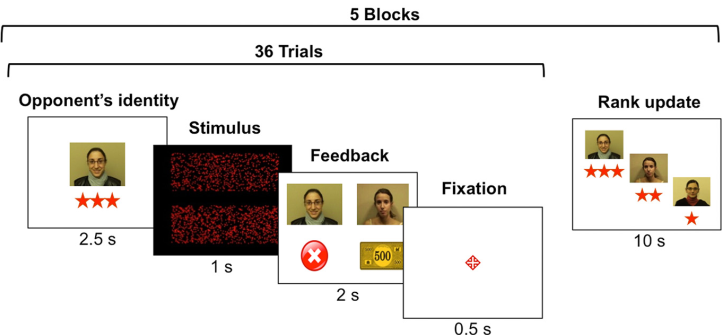 5 Blocks
36 Trials
Opponent's identity
Stimulus
Feedback
Fixation
Rank update
500
2.5 s
1 s
2 s
0.5 s
10 s